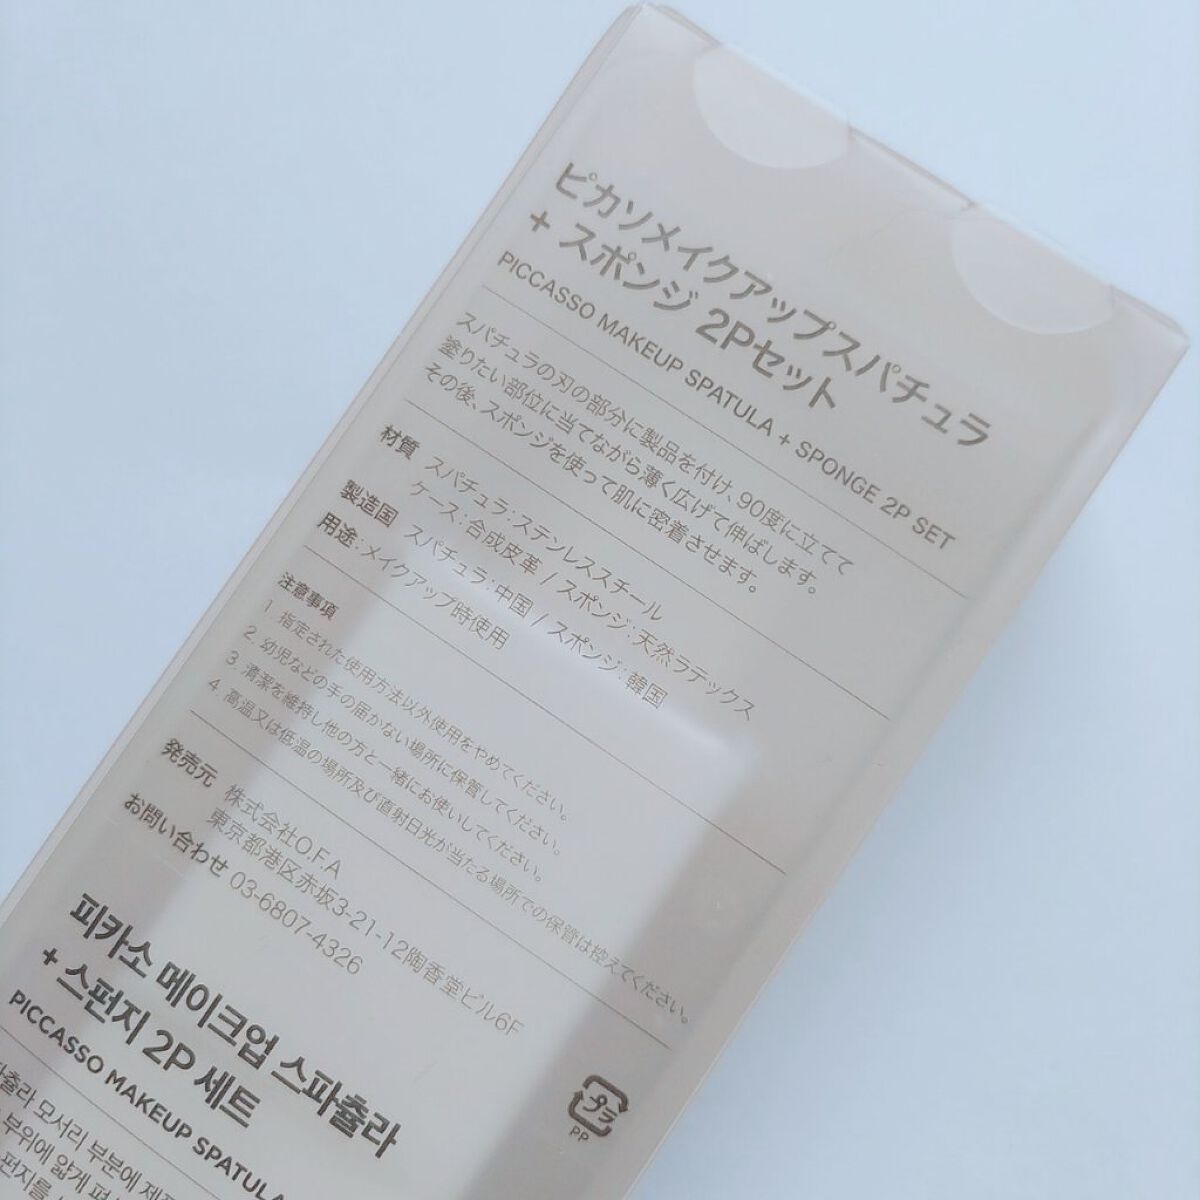 ピカソメイクアップスパチュラ
+ スポンジ 2Pセット
PICCASSO MAKEUP SPATULA + SPONGE 2P SET
スパチュラの刃の部分に製品を付け、90度に立てて
塗りたい部位に当てながら薄く広げて伸ばします。
その後、スポンジを使って肌に密着させます。
材質 スパチュラ:ステンレススチール
ケース:合成皮革 / スポンジ:天然ラテックス
製造国 スパチュラ:中国 / スポンジ:韓国
用途:メイクアップ時使用
注意事項
1. 指定された使用方法以外使用をやめてください。
2. 幼児などの手の届かない場所に保管してください。
3. 清潔を維持し他の方と一緒にお使いしてください。
4. 高温又は低温の場所及び直射日光が当たる場所での保管は控えてください。
発売元 株式会社O.F.A
東京都港区赤坂3-21-12陶香堂ビル6F
お問い合わせ 03-6807-4326
피카소 메이크업 스파츌라
+ 스펀지 2P 세트
PICCASSO MAKEUP SPATULA
모서리 부분에
부위에 얇게
プラ
PP